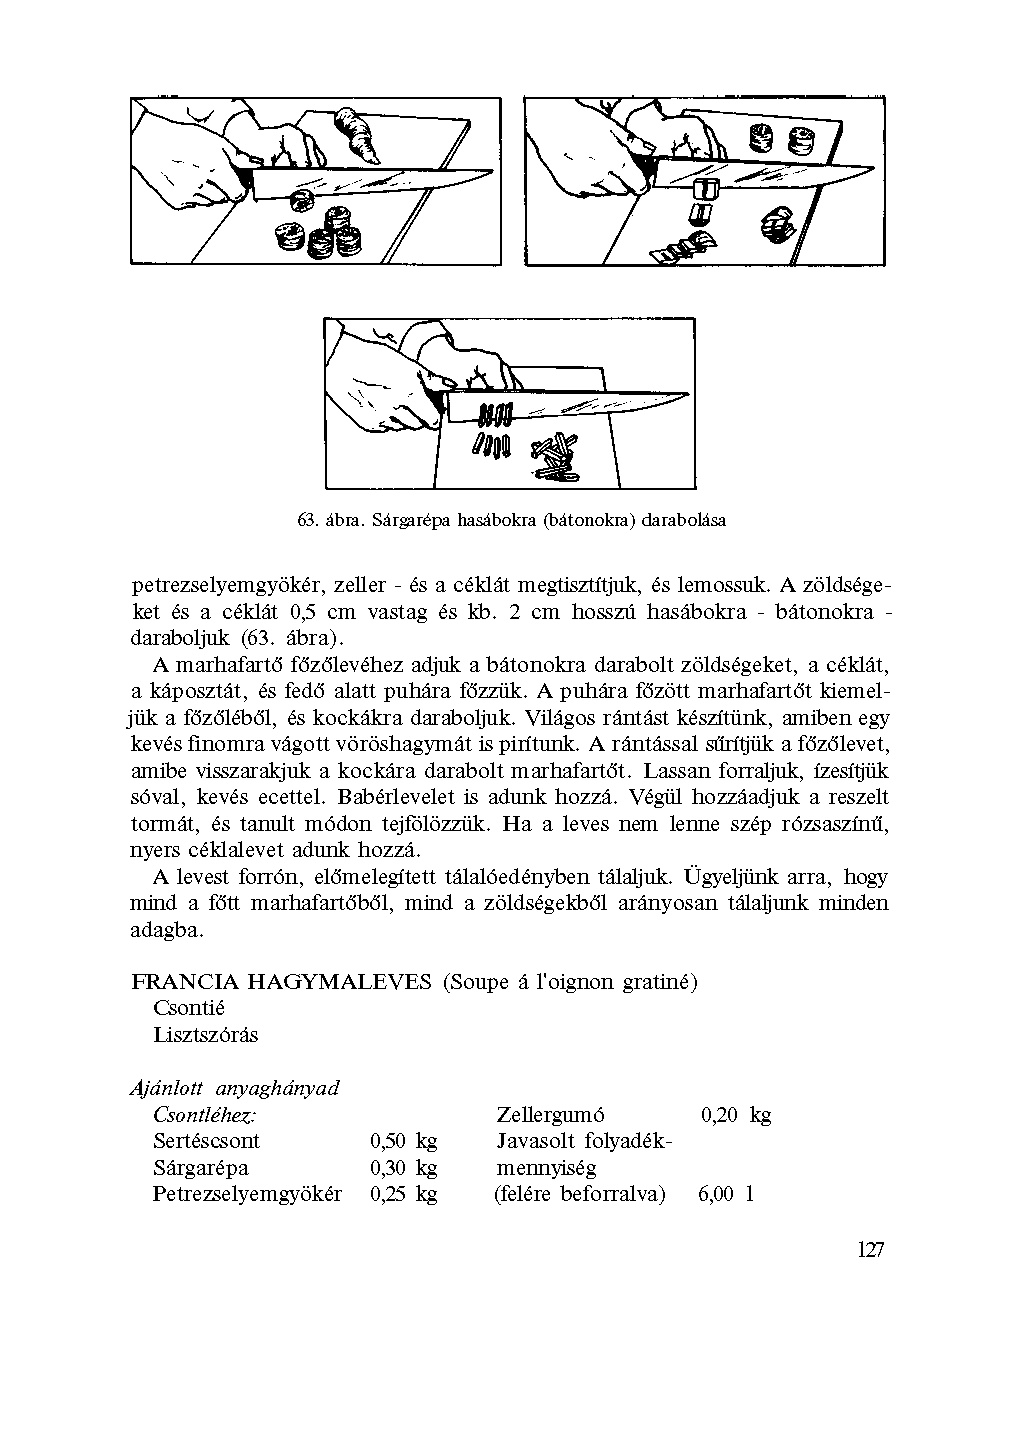 63. ábra. Sárgarépa hasábokra (bátonokra) darabolása
petrezselyemgyökér, zeller - és a céklát megtisztítjuk, és lemossuk. A zöldsége-
ket és a céklát 0,5 cm vastag és kb. 2 cm hosszú hasábokra - bátonokra -
daraboljuk (63. ábra).
A marhafartő főzőlevéhez adjuk a bátonokra darabolt zöldségeket, a céklát,
a káposztát, és fedő alatt puhára főzzük. A puhára főzött marhafartőt kiemel-
jük a főzőléből, és kockákra daraboljuk. Világos rántást készítünk, amiben egy
kevés finomra vágott vöröshagymát is pirítunk. A rántással sűrítjük a főzőlevet,
amibe visszarakjuk a kockára darabolt marhafartőt. Lassan forraljuk, ízesítjük
sóval, kevés ecettel. Babérlevelet is adunk hozzá. Végül hozzáadjuk a reszelt
tormát, és tanult módon tejfölözzük. Ha a leves nem lenne szép rózsaszínű,
nyers céklalevet adunk hozzá.
A levest forrón, előmelegített tálalóedényben tálaljuk. Ügyeljünk arra, hogy
mind a főtt marhafartőből, mind a zöldségekből arányosan tálaljunk minden
adagba.
FRANCIA HAGYMALEVES (Soupe á l'oignon gratiné)
Csontié
Lisztszórás
Ajánlott anyaghányad
Csontléhez:
Sertéscsont 0,50 kg
Sárgarépa 0,30 kg
Petrezselyemgyökér 0,25 kg
Zellergumó 0,20 kg
Javasolt folyadék-
mennyiség
(felére beforralva) 6,00 l
127